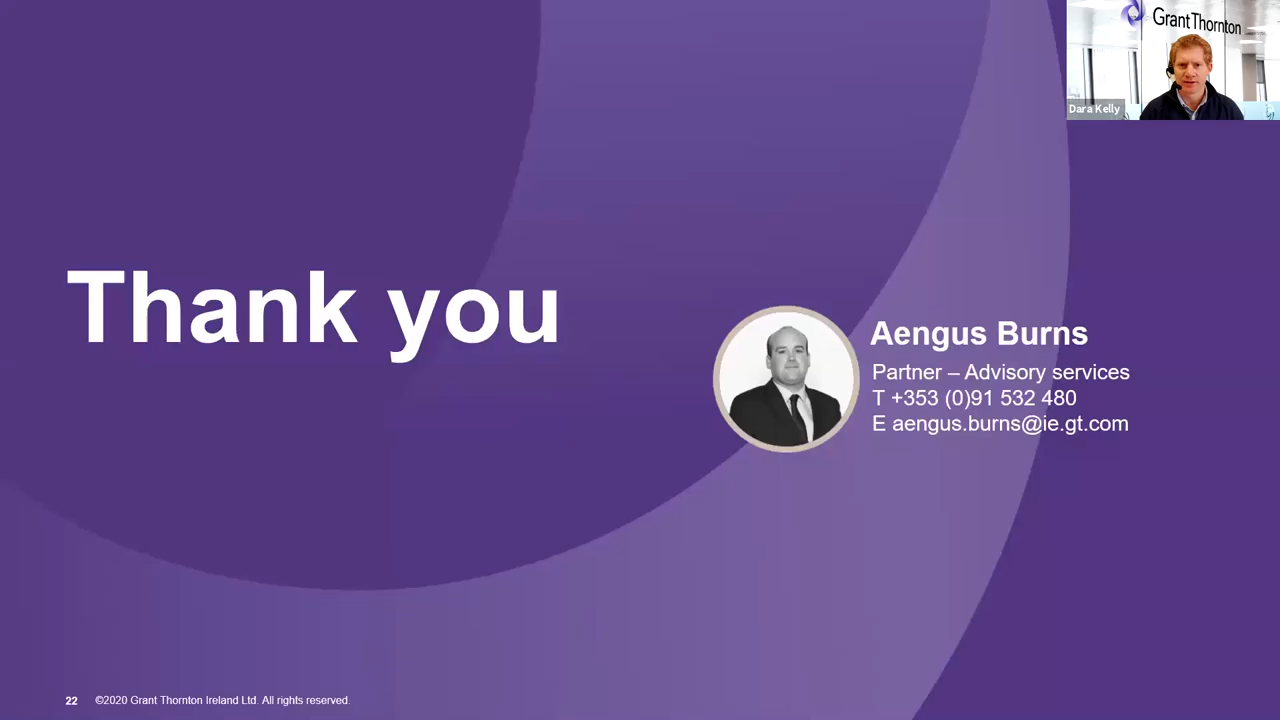 Grant Thornton
Dara Kelly
Thank you
Aengus Burns
Partner – Advisory services
T +353 (0)91 532 480
E aengus.burns@ie.gt.com
22 ©2020 Grant Thornton Ireland Ltd. All rights reserved.